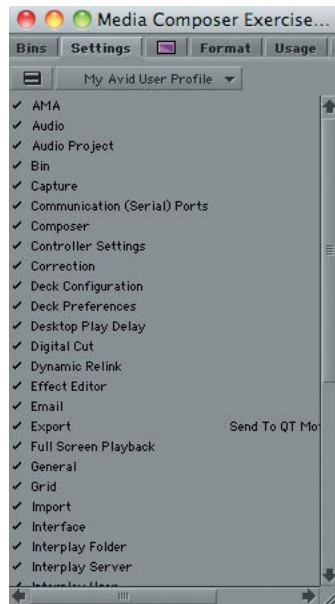 Media Composer Exercise...
Bins Settings Format Usage
My Avid User Profile
AMA
Audio
Audio Project
Bin
Capture
Communication (Serial) Ports
Composer
Controller Settings
Correction
Deck Configuration
Deck Preferences
Desktop Play Delay
Digital Cut
Dynamic Relink
Effect Editor
Email
Export Send To QT Mo
Full Screen Playback
General
Grid
Import
Interface
Interplay Folder
Interplay Server